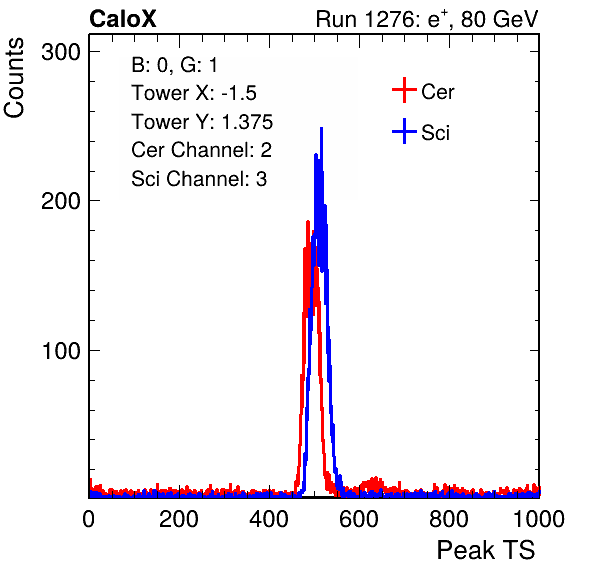 CaloX Run 1276: e⁺, 80 GeV
B: 0, G: 1
Tower X: -1.5
Tower Y: 1.375
Cer Channel: 2
Sci Channel: 3
Cer
Sci
Counts
300
200
100
0 200 400 600 800 1000
Peak TS